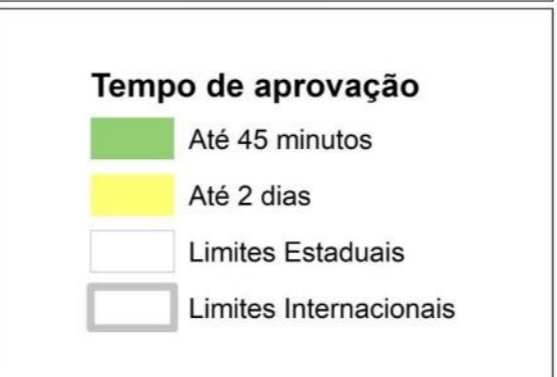 Tempo de aprovação
Até 45 minutos
Até 2 dias
Limites Estaduais
Limites Internacionais